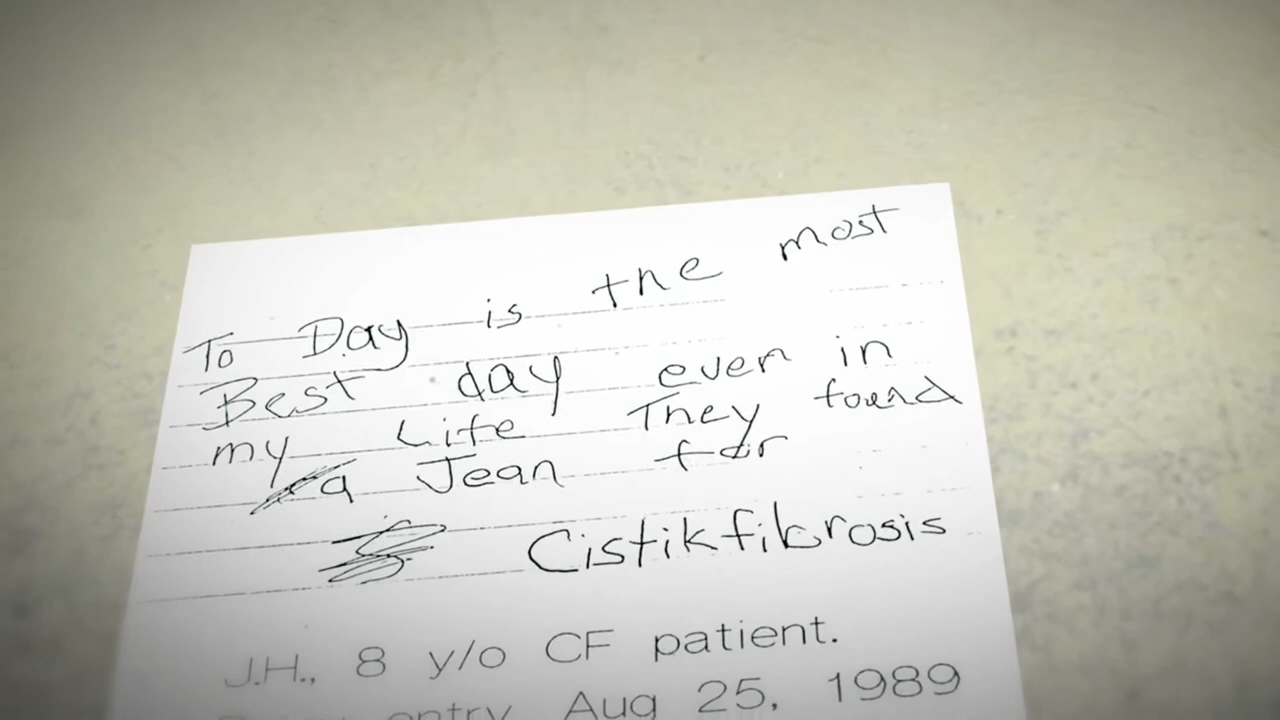 To Day is the most
Best day ever in
my Life They found
a Jean for
Cistikfibrosis
J.H., 8 y/o CF patient.
entry Aug 25, 1989